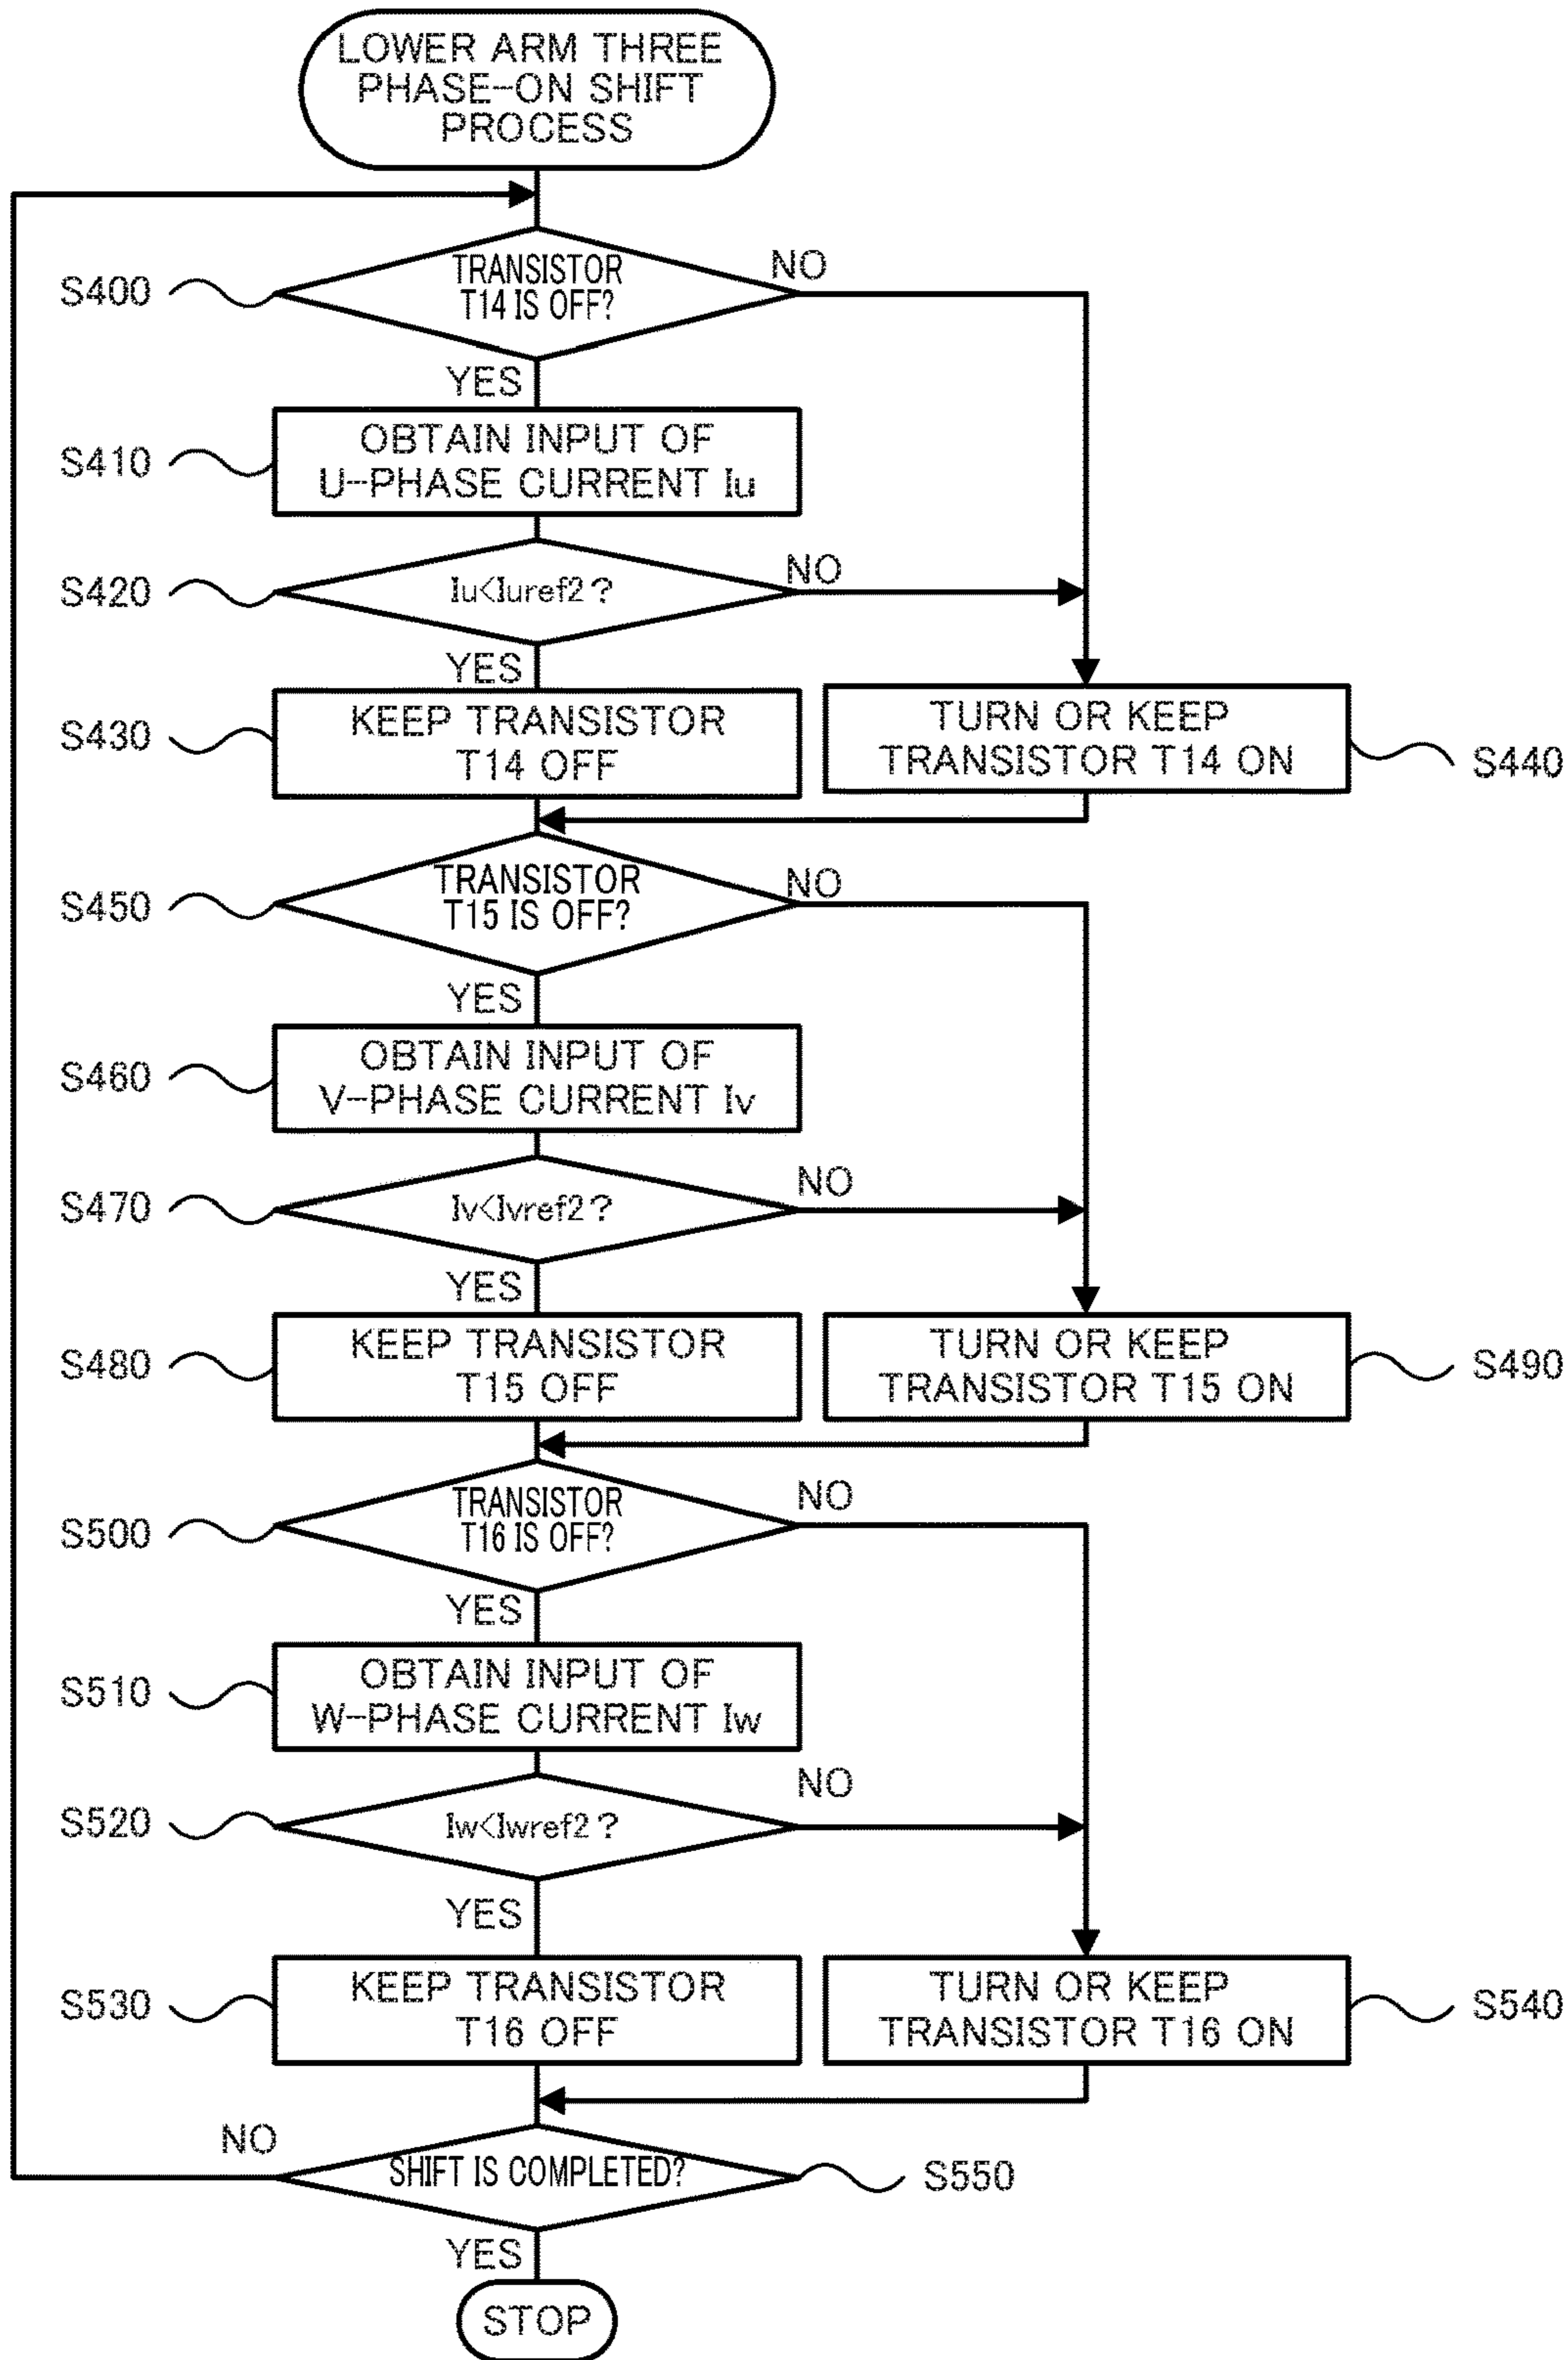 LOWER ARM THREE
PHASE-ON SHIFT
PROCESS
S400
TRANSISTOR
T14 IS OFF?
NO
YES
S410
OBTAIN INPUT OF
U-PHASE CURRENT Iu
S420
Iu<Iuref2?
NO
YES
S430
KEEP TRANSISTOR
T14 OFF
TURN OR KEEP
TRANSISTOR T14 ON
S440
S450
TRANSISTOR
T15 IS OFF?
NO
YES
S460
OBTAIN INPUT OF
V-PHASE CURRENT Iv
S470
Iv<Ivref2?
NO
YES
S480
KEEP TRANSISTOR
T15 OFF
TURN OR KEEP
TRANSISTOR T15 ON
S490
S500
TRANSISTOR
T16 IS OFF?
NO
YES
S510
OBTAIN INPUT OF
W-PHASE CURRENT Iw
S520
Iw<Iwref2?
NO
YES
S530
KEEP TRANSISTOR
T16 OFF
TURN OR KEEP
TRANSISTOR T16 ON
S540
NO
SHIFT IS COMPLETED?
S550
YES
STOP